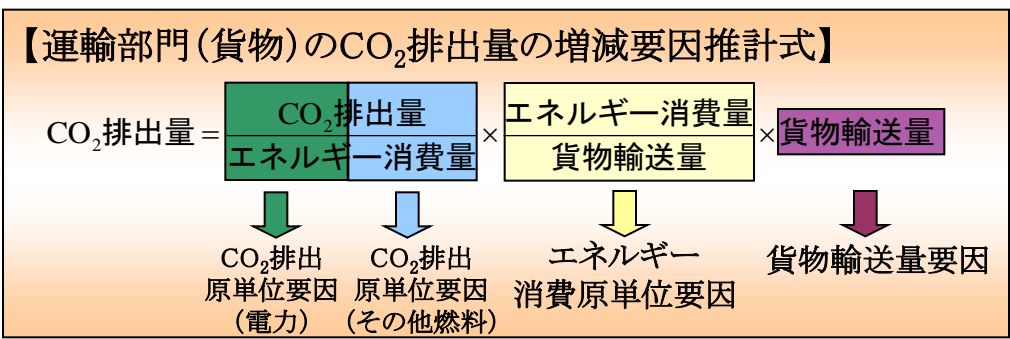 【運輸部門（貨物）のCO2排出量の増減要因推計式】
CO2排出量＝
CO2排出量
エネルギー消費量
×
エネルギー消費量
貨物輸送量
×
貨物輸送量
CO2排出
原単位要因
（電力）
CO2排出
原単位要因
（その他燃料）
エネルギー
消費原単位要因
貨物輸送量要因